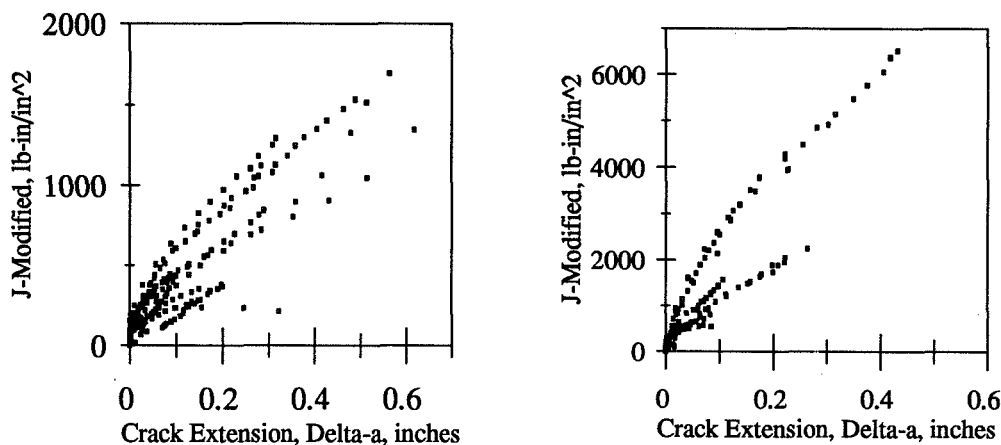 2000
1000
0
J-Modified, lb-in/in^2
0 0.2 0.4 0.6
Crack Extension, Delta-a, inches
6000
4000
2000
0
J-Modified, lb-in/in^2
0 0.2 0.4 0.6
Crack Extension, Delta-a, inches